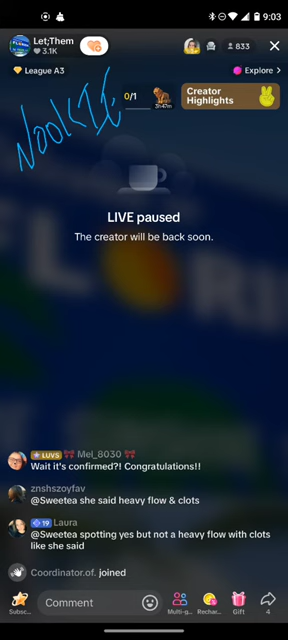 9:03
Let;Them
3.1K
833
League A3
Explore >
NookII
0/1
3h47m
Creator
Highlights
LIVE paused
The creator will be back soon.
FLORI
LUVS Mel_8030
Wait it's confirmed?! Congratulations!!
znshszoyfav
@Sweetea she said heavy flow & clots
19 Laura
@Sweetea spotting yes but not a heavy flow with clots
like she said
Coordinator.of. joined
Subsc...
Comment
Multi-g...
Rechar...
Gift
4